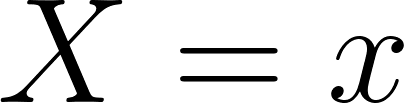 X = x